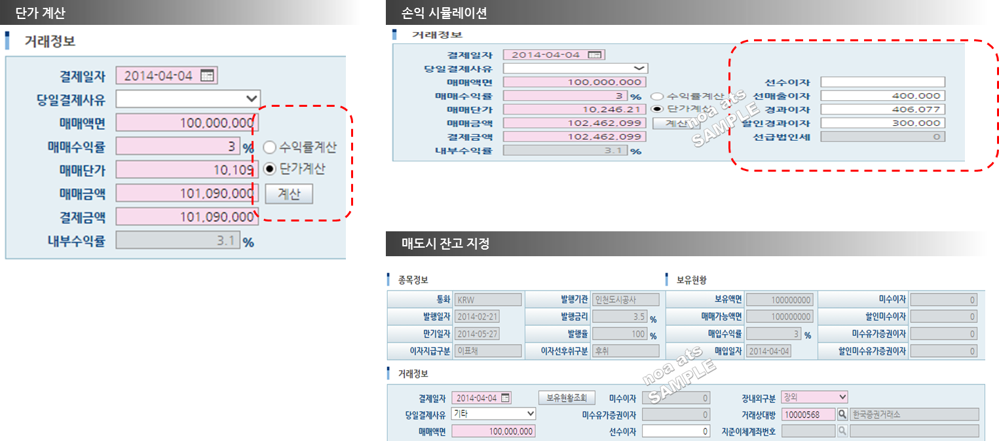 단가 계산
거래정보
결제일자 2014-04-04
당일결제사유
매매액면 100,000,000
매매수익률 3 % 수익률계산
매매단가 10,109 단가계산
매매금액 101,090,000 계산
결제금액 101,090,000
내부수익률 3.1 %
손익 시뮬레이션
거래정보
결제일자 2014-04-04
당일결제사유
매매액면 100,000,000 선수이자
매매수익률 3 % 수익률계산 선매출이자 400,000
매매단가 10,246.21 단가계산 경과이자 406,077
매매금액 102,462,099 계산 할인경과이자 300,000
결제금액 102,462,099 선급법인세 0
내부수익률 3.1 %
noa ats
SAMPLE
매도시 잔고 지정
종목정보 보유현황
통화 KRW 발행기관 인천도시공사 보유액면 100000000 미수이자 0
발행일자 2014-02-21 발행금리 3.5 % 매매가능액면 100000000 할인미수이자 0
만기일자 2014-05-27 발행율 100 % 매입수익률 3 % 미수유가증권이자 0
이자지급구분 이표채 이자선후취구분 후취 매입일자 2014-04-04 할인미수유가증권이자 0
noa ats
SAMPLE
거래정보
결제일자 2014-04-04 보유현황조회 미수이자 0 장내외구분 장외
당일결제사유 기타 미수유가증권이자 0 거래상대방 10000568 한국증권거래소
매매액면 100,000,000 선수이자 0 지준이체계좌번호